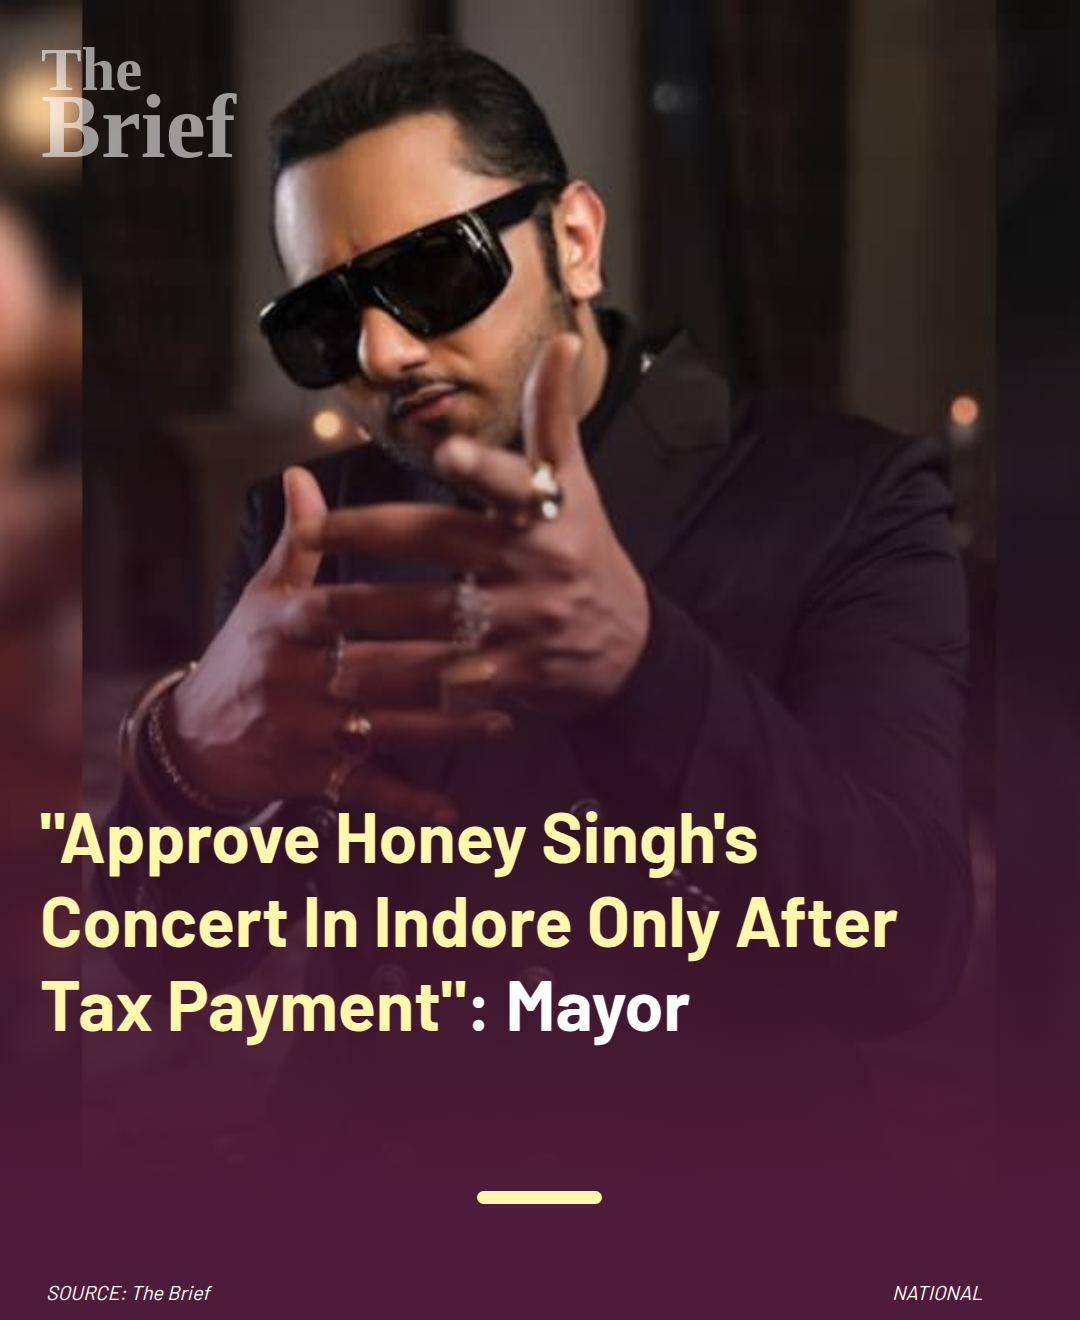 The
Brief
"Approve Honey Singh's
Concert In Indore Only After
Tax Payment": Mayor
SOURCE: The Brief
NATIONAL